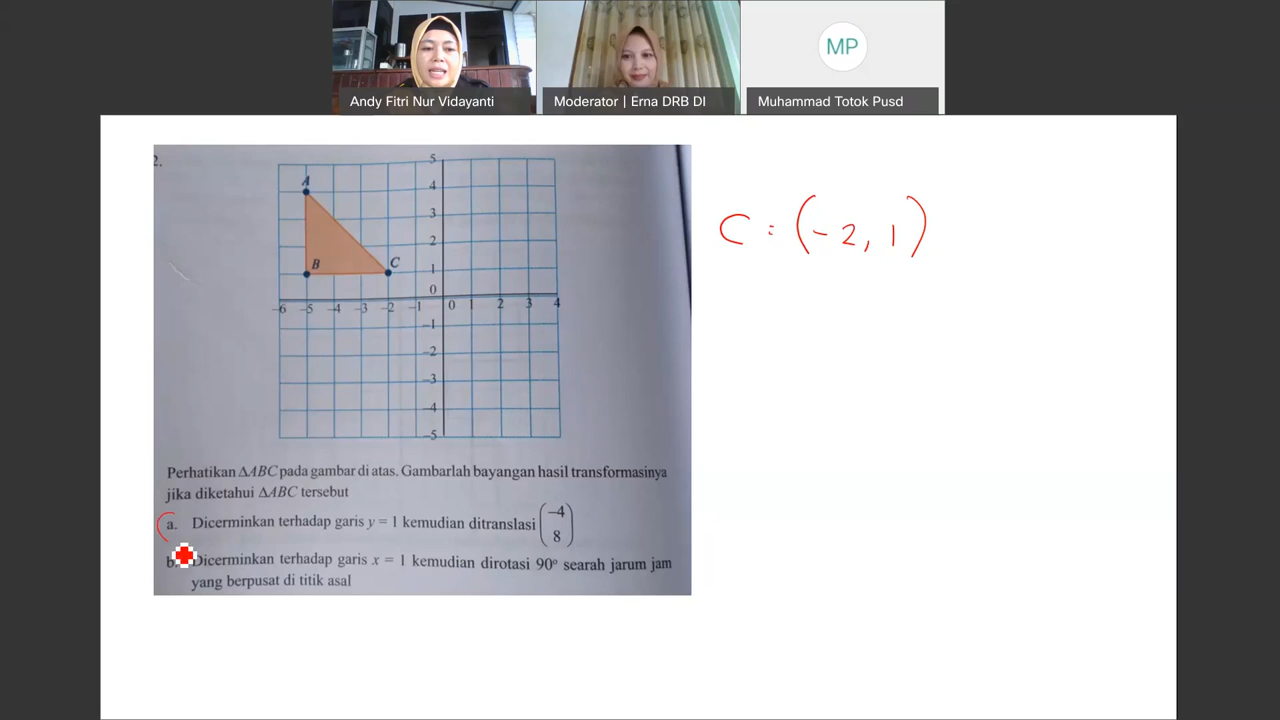 MP
Andy Fitri Nur Vidayanti
Moderator | Erna DRB DI
Muhammad Totok Pusd
2.
5
4
3
2
1
0
A
B
C
-6 -5 -4 -3 -2 -1 0 1 2 3 4
-1
-2
-3
-4
-5
C = (-2, 1)
Perhatikan ΔABC pada gambar di atas. Gambarlah bayangan hasil transformasinya
jika diketahui ΔABC tersebut
a. Dicerminkan terhadap garis y = 1 kemudian ditranslasi (-4
8)
b. Dicerminkan terhadap garis x = 1 kemudian dirotasi 90° searah jarum jam
yang berpusat di titik asal